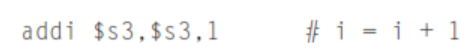 addi $s3,$s3,1 # i = i + 1